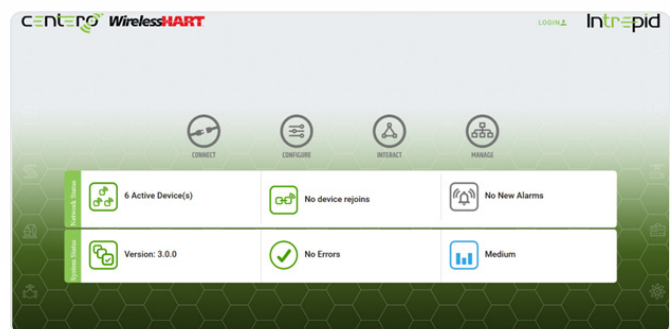 centero WirelessHART
LOGIN
Intrepid
CONNECT
CONFIGURE
INTERACT
MANAGE
Network Status
6 Active Device(s)
No device rejoins
No New Alarms
System Status
Version: 3.0.0
No Errors
Medium